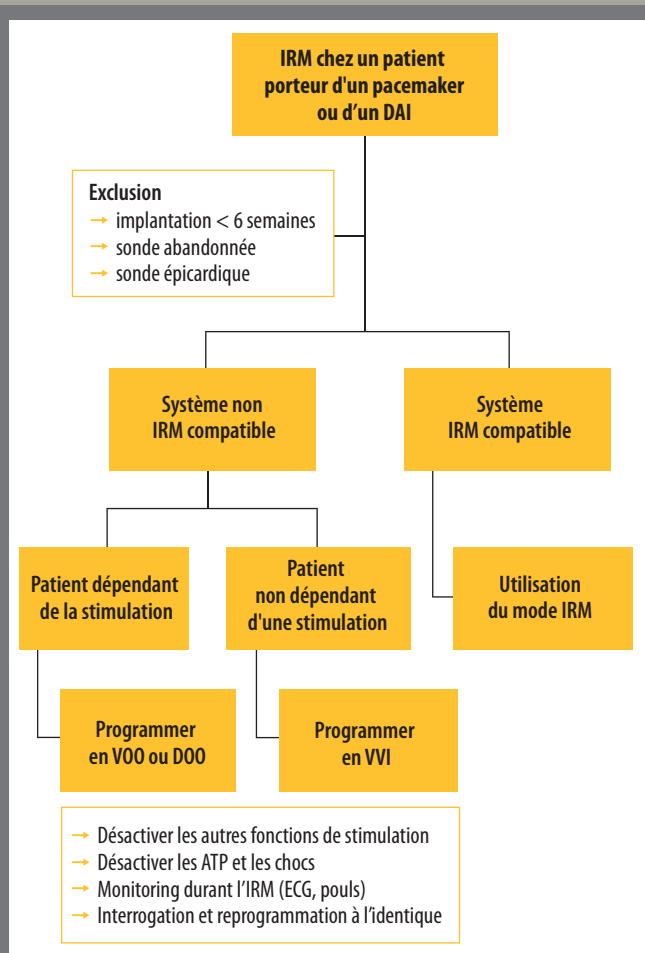 IRM chez un patient
porteur d'un pacemaker
ou d’un DAI
Exclusion
→ implantation < 6 semaines
→ sonde abandonnée
→ sonde épicardique
Système non
IRM compatible
Système
IRM compatible
Patient dépendant
de la stimulation
Patient
non dépendant
d'une stimulation
Utilisation
du mode IRM
Programmer
en VOO ou DOO
Programmer
en VVI
→ Désactiver les autres fonctions de stimulation
→ Désactiver les ATP et les chocs
→ Monitoring durant l’IRM (ECG, pouls)
→ Interrogation et reprogrammation à l’identique